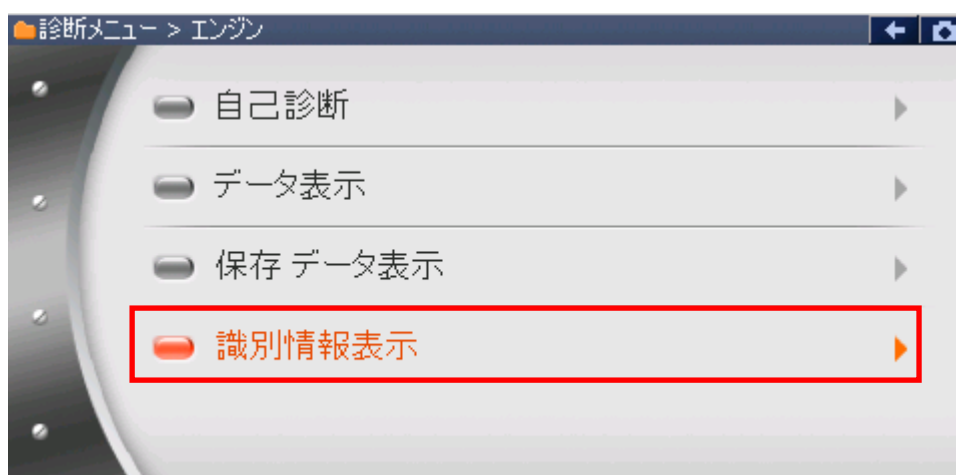 診断メニュー > エンジン
自己診断
データ表示
保存 データ表示
識別情報表示